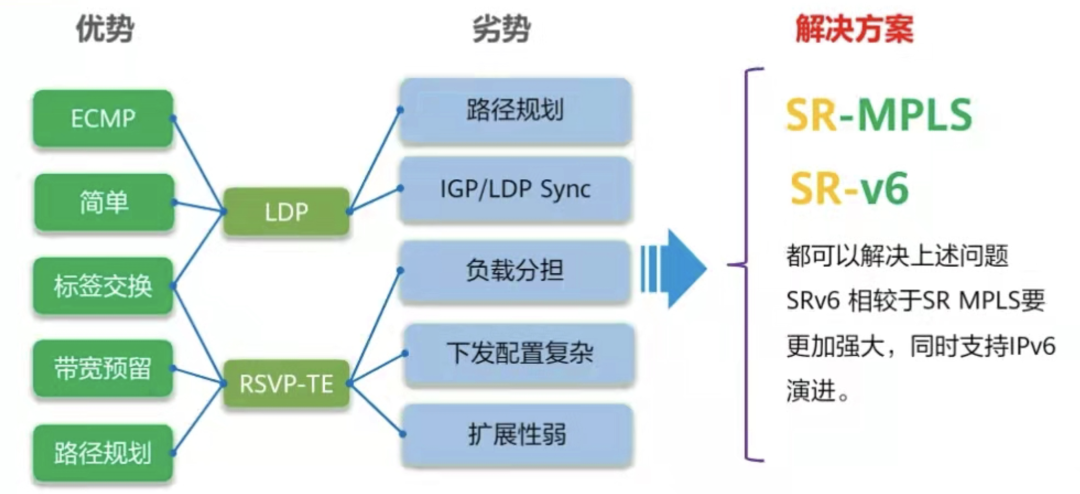 优势
劣势
解决方案
ECMP
简单
标签交换
带宽预留
路径规划
LDP
RSVP-TE
路径规划
IGP/LDP Sync
负载分担
下发配置复杂
扩展性弱
SR-MPLS
SR-v6
都可以解决上述问题
SRv6 相较于SR MPLS要
更加强大，同时支持IPv6
演进。